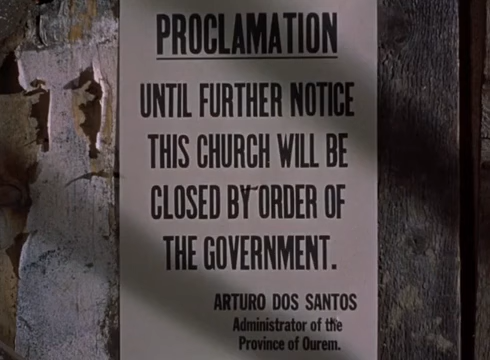 PROCLAMATION
UNTIL FURTHER NOTICE
THIS CHURCH WILL BE
CLOSED BY ORDER OF
THE GOVERNMENT.
ARTURO DOS SANTOS
Administrator of the
Province of Ourem.